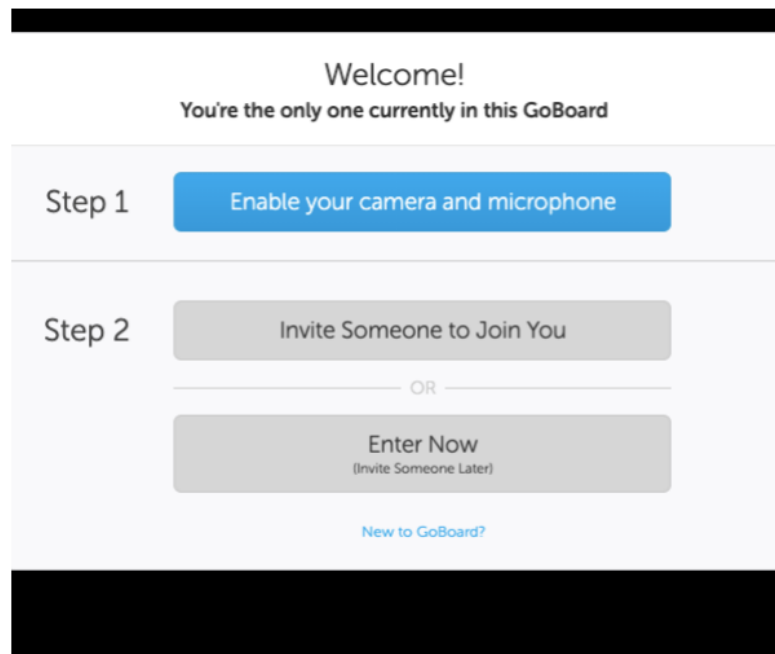 Welcome!
You're the only one currently in this GoBoard
Step 1
Enable your camera and microphone
Step 2
Invite Someone to Join You
OR
Enter Now
(Invite Someone Later)
New to GoBoard?